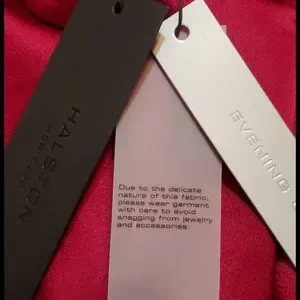 HALSTON
HERITAGE
EVENING
Due to the delicate
nature of this fabric,
please wear garment
with care to avoid
snagging from jewelry
and accessories.